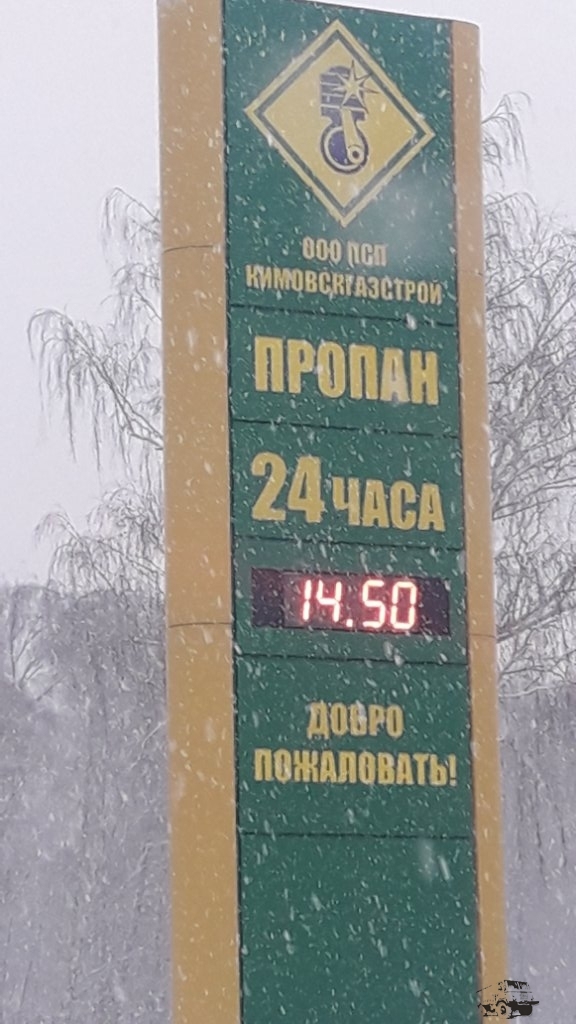 ООО ПСП
КИМОВСКГАЗСТРОЙ
ПРОПАН
24 ЧАСА
14.50
ДОБРО
ПОЖАЛОВАТЬ!